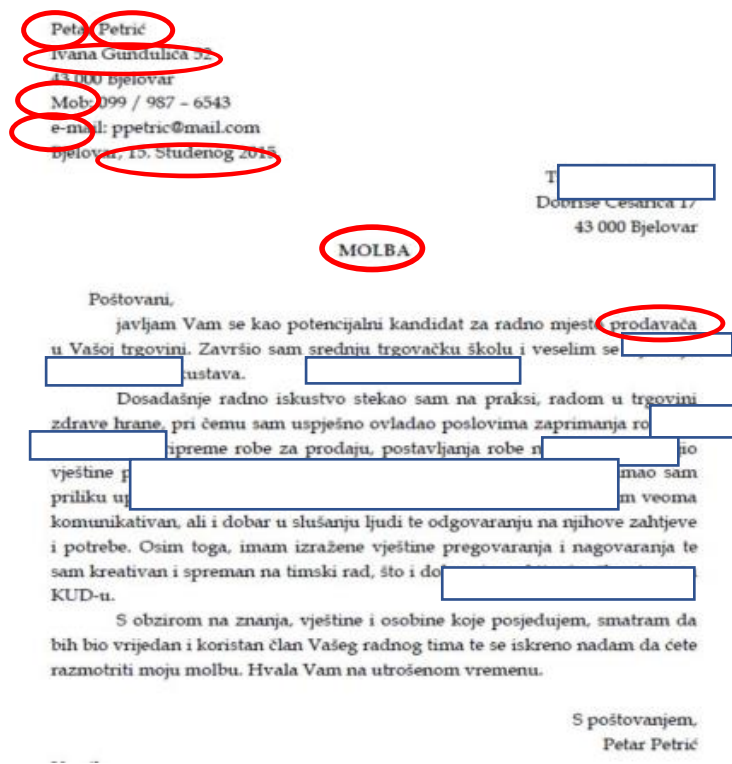 Petar Petrić
Ivana Gundulića 52
43 000 Bjelovar
Mob: 099 / 987 – 6543
e-mail: ppetric@mail.com
Bjelovar, 15. Studenog 2015.
Dobriše Cesarića 17
43 000 Bjelovar
MOLBA
Poštovani,
javljam Vam se kao potencijalni kandidat za radno mjesto prodavača
u Vašoj trgovini. Završio sam srednju trgovačku školu i veselim se
Dosadašnje radno iskustvo stekao sam na praksi, radom u trgovini
zdrave hrane, pri čemu sam uspješno ovladao poslovima zaprimanja
robe za prodaju, postavljanja robe
vještine sam
priliku veoma
komunikativan, ali i dobar u slušanju ljudi te odgovaranju na njihove zahtjeve
i potrebe. Osim toga, imam izražene vještine pregovaranja i nagovaranja te
sam kreativan i spreman na timski rad, što i
KUD-u.
S obzirom na znanja, vještine i osobine koje posjedujem, smatram da
bih bio vrijedan i koristan član Vašeg radnog tima te se iskreno nadam da ćete
razmotriti moju molbu. Hvala Vam na utrošenom vremenu.
S poštovanjem,
Petar Petrić